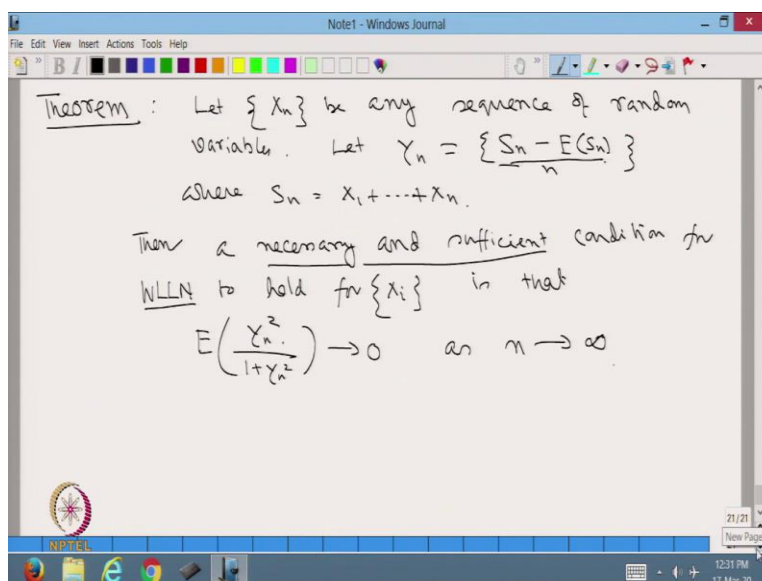 Note1 - Windows Journal
File Edit View Insert Actions Tools Help
B I
Theorem : Let {Xn} be any sequence of random
variables. Let Yn = { Sn - E(Sn) / n }
where Sn = X1 + ---- + Xn.
Then a necessary and sufficient condition for
WLLN to hold for {Xi} is that
E( Yn² / 1+Yn² ) → 0 as n → ∞
21/21
New Page
NPTEL
12:31 PM